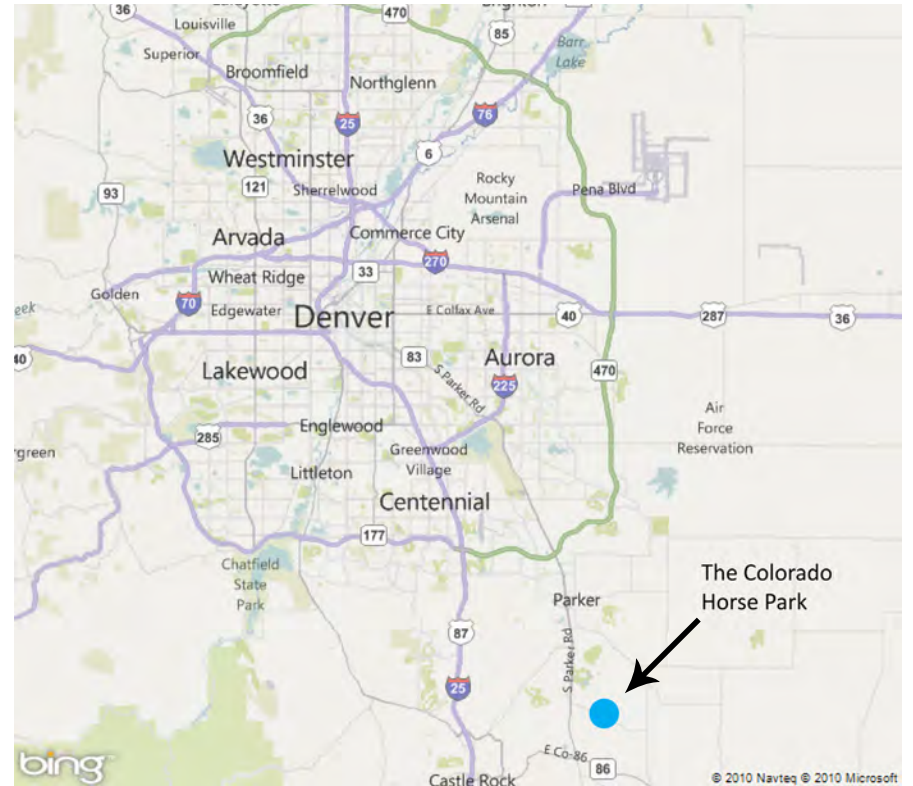 36
Louisville
470
Brighton
85
Superior
Broomfield
Northglenn
Barr
Lake
36
25
76
Westminster
6
93
121
Sherrelwood
Rocky
Mountain
Arsenal
Pena Blvd
Arvada
Commerce City
33
270
Golden
Wheat Ridge
70
Edgewater
Denver
E Colfax Ave
40
287
36
40
83
Aurora
Lakewood
S Parker Rd
225
470
Air
Force
Reservation
285
Englewood
Greenwood
Village
Littleton
Centennial
177
Chatfield
State
Park
The Colorado
Horse Park
Parker
87
S Parker Rd
25
E Co-86
86
bing
Castle Rock
© 2010 Navteq © 2010 Microsoft